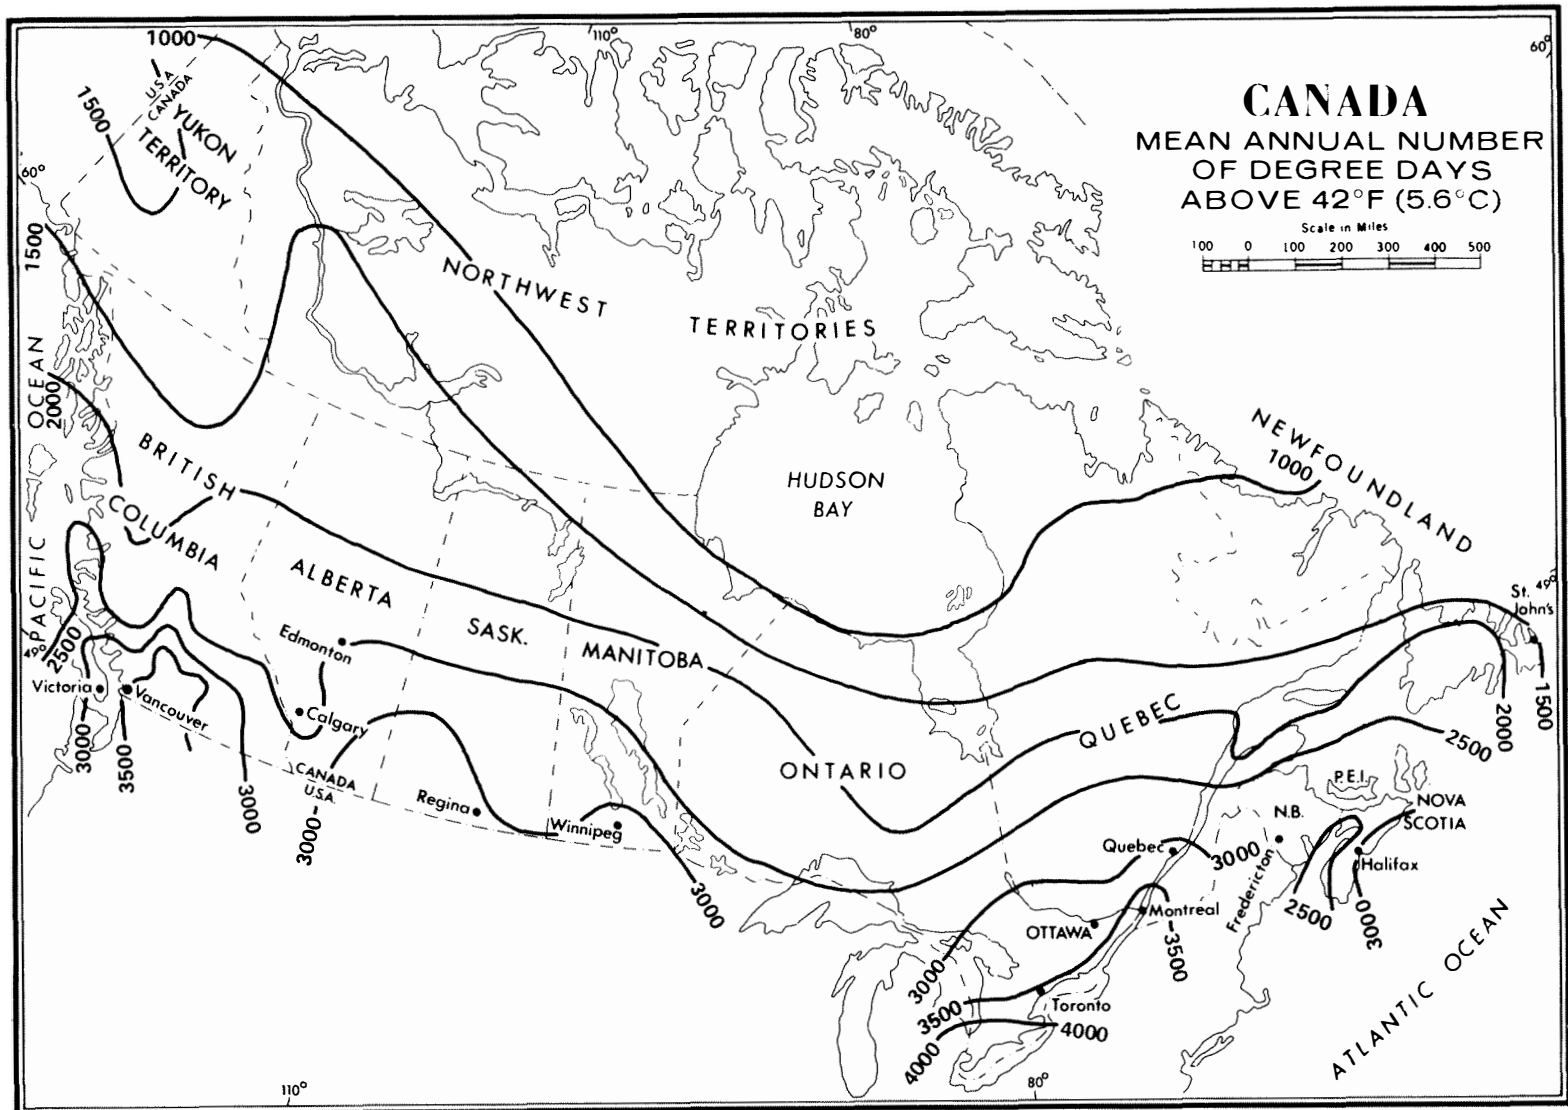 1000
110°
80°
60°
CANADA
MEAN ANNUAL NUMBER
OF DEGREE DAYS
ABOVE 42°F (5.6°C)
Scale in Miles
100 0 100 200 300 400 500
U.S.A.
CANADA
1500
YUKON
TERRITORY
60°
1500
NORTHWEST
TERRITORIES
PACIFIC OCEAN
2000
BRITISH
COLUMBIA
HUDSON
BAY
NEWFOUNDLAND
1000
ALBERTA
SASK.
MANITOBA
ONTARIO
QUEBEC
St. John's
49°
49°
2500
Edmonton
Victoria
Vancouver
Calgary
3000
3500
3000
CANADA
U.S.A.
3000
Regina
Winnipeg
3000
1500
2000
2500
P.E.I.
NOVA
SCOTIA
N.B.
Quebec
3000
Fredericton
Halifax
2500
3000
Montreal
OTTAWA
3500
3000
3500
Toronto
4000
4000
ATLANTIC OCEAN
110°
80°